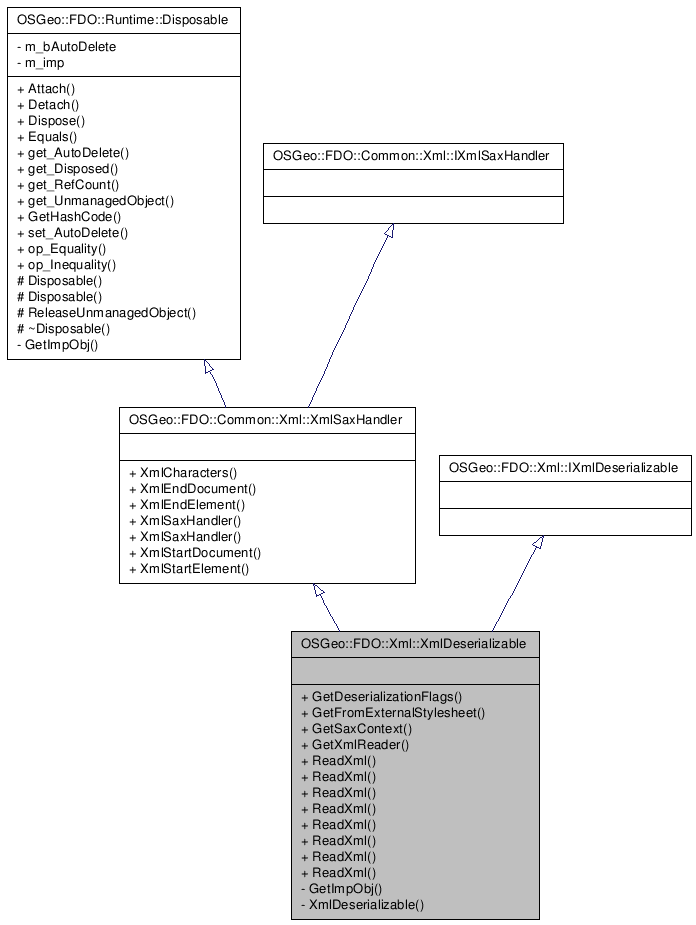 OSGeo::FDO::Runtime::Disposable
- m_bAutoDelete
- m_imp
+ Attach()
+ Detach()
+ Dispose()
+ Equals()
+ get_AutoDelete()
+ get_Disposed()
+ get_RefCount()
+ get_UnmanagedObject()
+ GetHashCode()
+ set_AutoDelete()
+ op_Equality()
+ op_Inequality()
# Disposable()
# Disposable()
# ReleaseUnmanagedObject()
# ~Disposable()
- GetImpObj()
OSGeo::FDO::Common::Xml::IXmlSaxHandler
OSGeo::FDO::Common::Xml::XmlSaxHandler
+ XmlCharacters()
+ XmlEndDocument()
+ XmlEndElement()
+ XmlSaxHandler()
+ XmlSaxHandler()
+ XmlStartDocument()
+ XmlStartElement()
OSGeo::FDO::Xml::IXmlDeserializable
OSGeo::FDO::Xml::XmlDeserializable
+ GetDeserializationFlags()
+ GetFromExternalStylesheet()
+ GetSaxContext()
+ GetXmlReader()
+ ReadXml()
+ ReadXml()
+ ReadXml()
+ ReadXml()
+ ReadXml()
+ ReadXml()
+ ReadXml()
+ ReadXml()
- GetImpObj()
- XmlDeserializable()